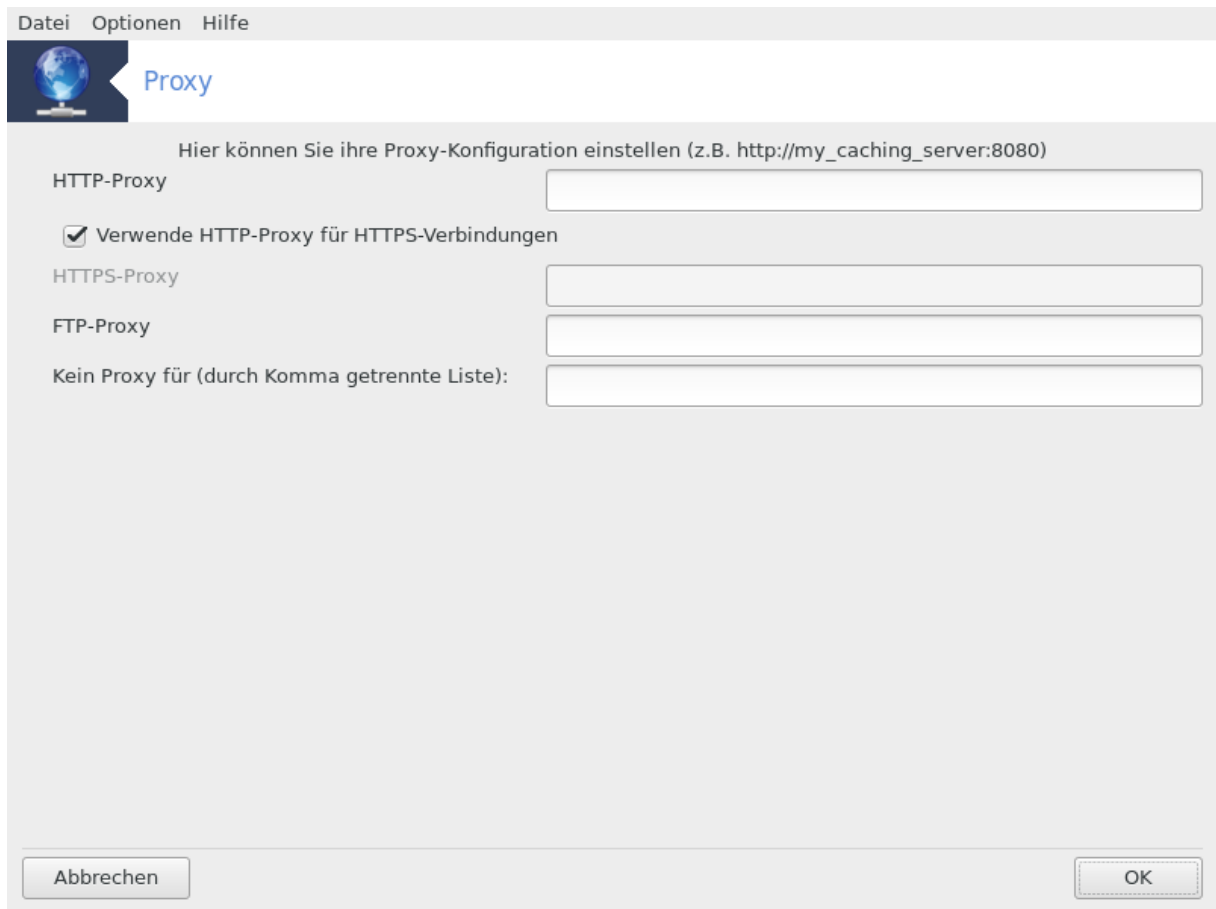 Datei Optionen Hilfe
Proxy
Hier können Sie ihre Proxy-Konfiguration einstellen (z.B. http://my_caching_server:8080)
HTTP-Proxy
Verwende HTTP-Proxy für HTTPS-Verbindungen
HTTPS-Proxy
FTP-Proxy
Kein Proxy für (durch Komma getrennte Liste):
Abbrechen OK